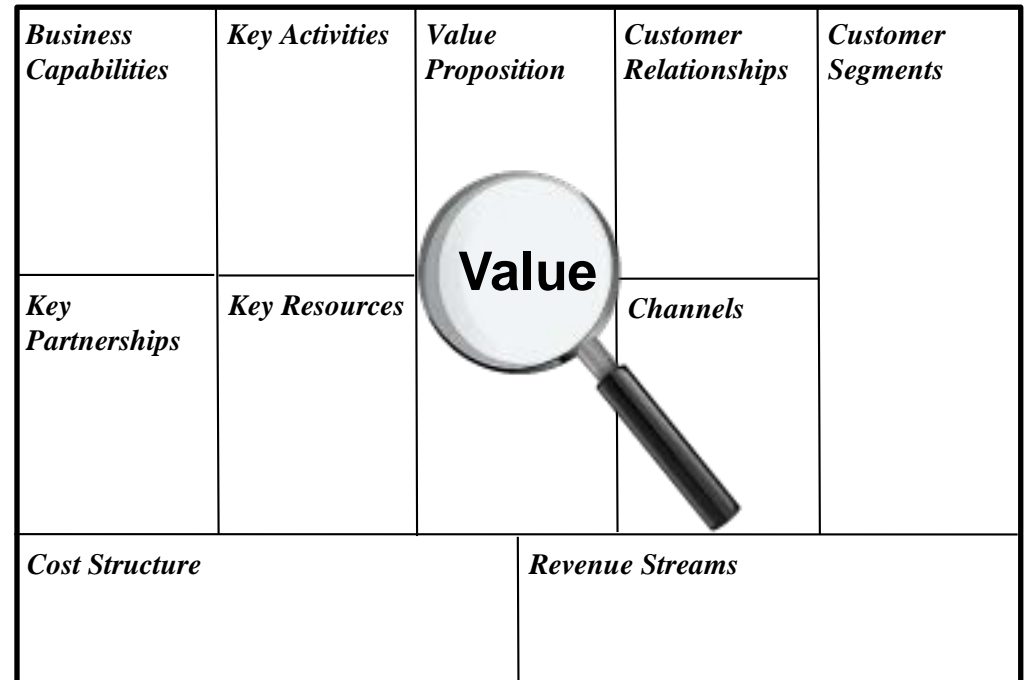 Business
Capabilities
Key Activities
Value
Proposition
Customer
Relationships
Customer
Segments
Value
Key
Partnerships
Key Resources
Channels
Cost Structure
Revenue Streams